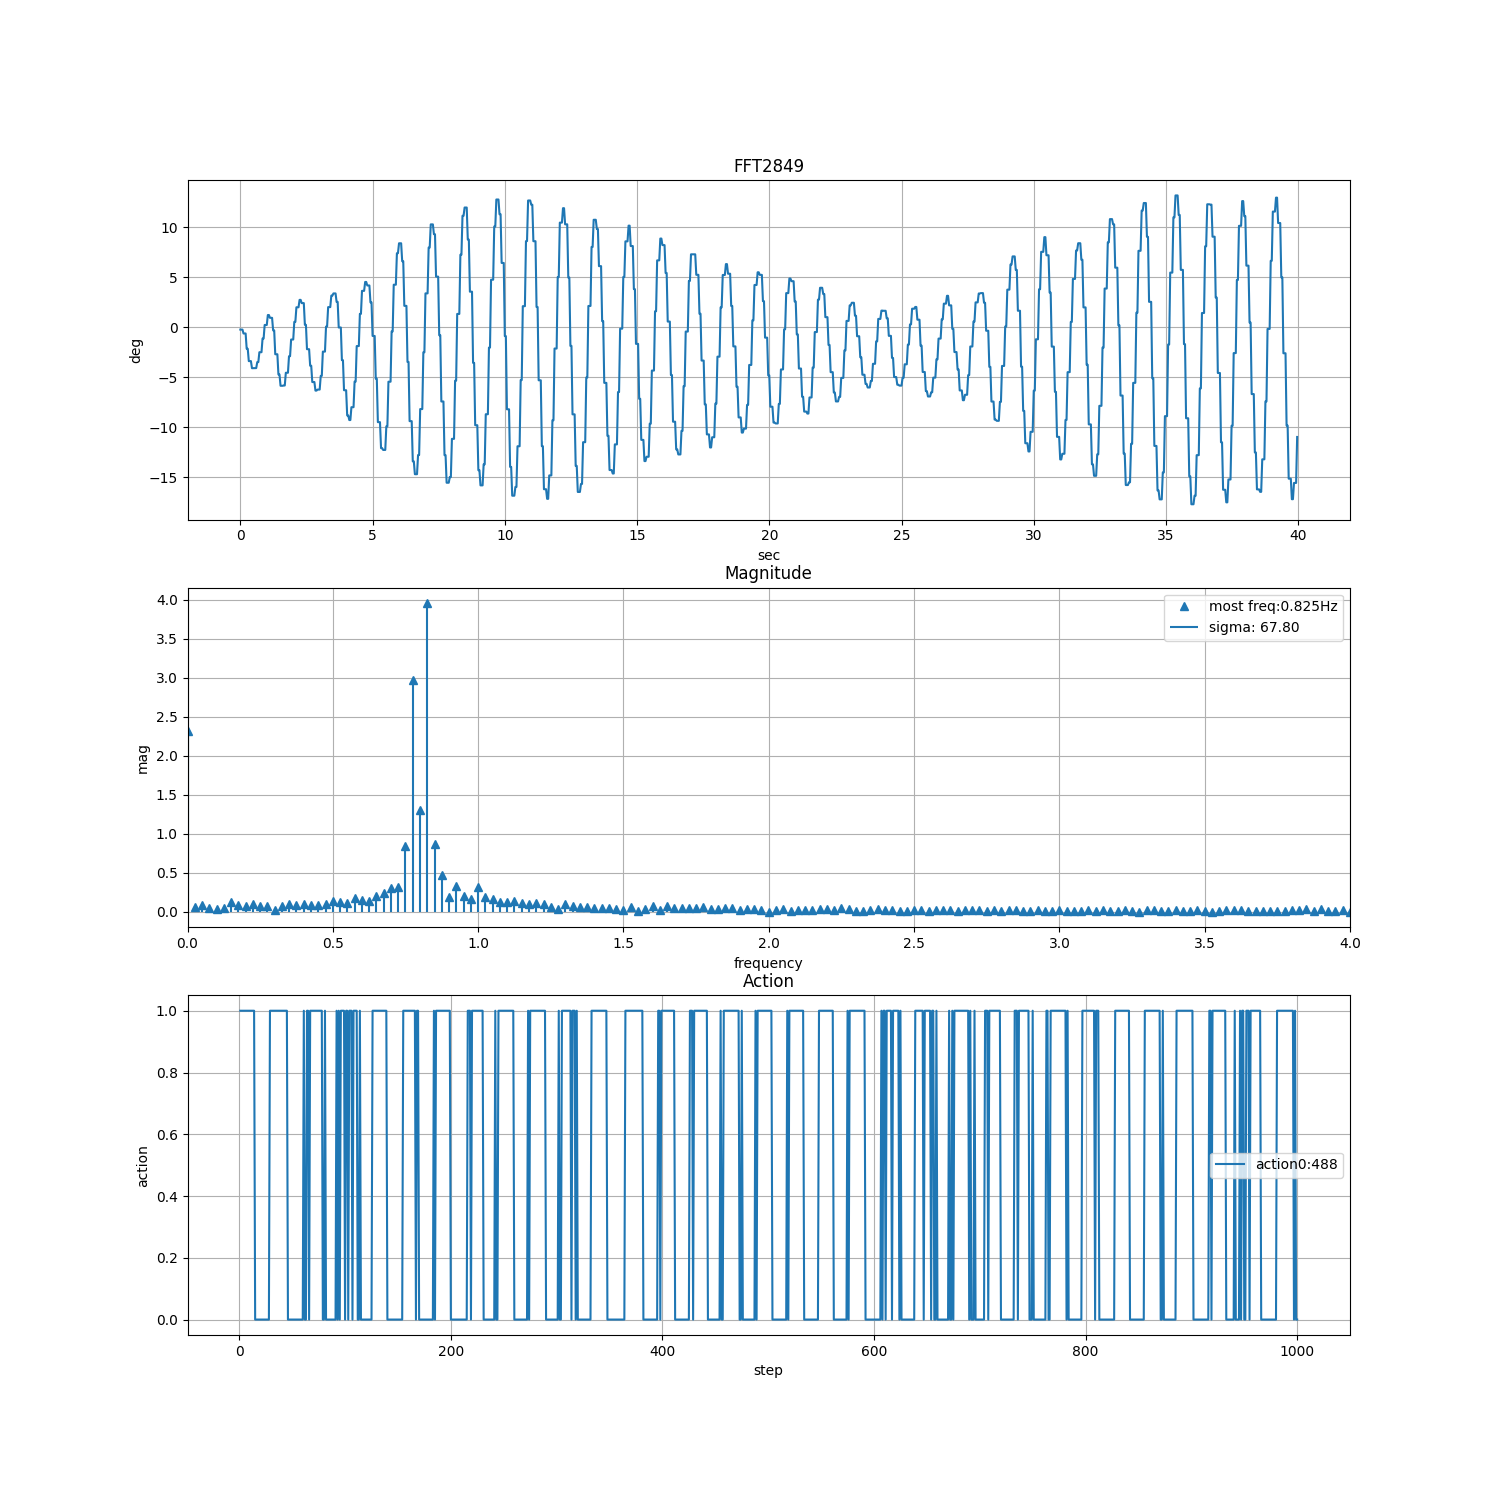 FFT2849
10
5
0
−5
−10
−15
deg
0 5 10 15 20 25 30 35 40
sec
Magnitude
4.0
3.5
3.0
2.5
2.0
1.5
1.0
0.5
0.0
mag
most freq:0.825Hz
sigma: 67.80
0.0 0.5 1.0 1.5 2.0 2.5 3.0 3.5 4.0
frequency
Action
1.0
0.8
0.6
0.4
0.2
0.0
action
action0:488
0 200 400 600 800 1000
step